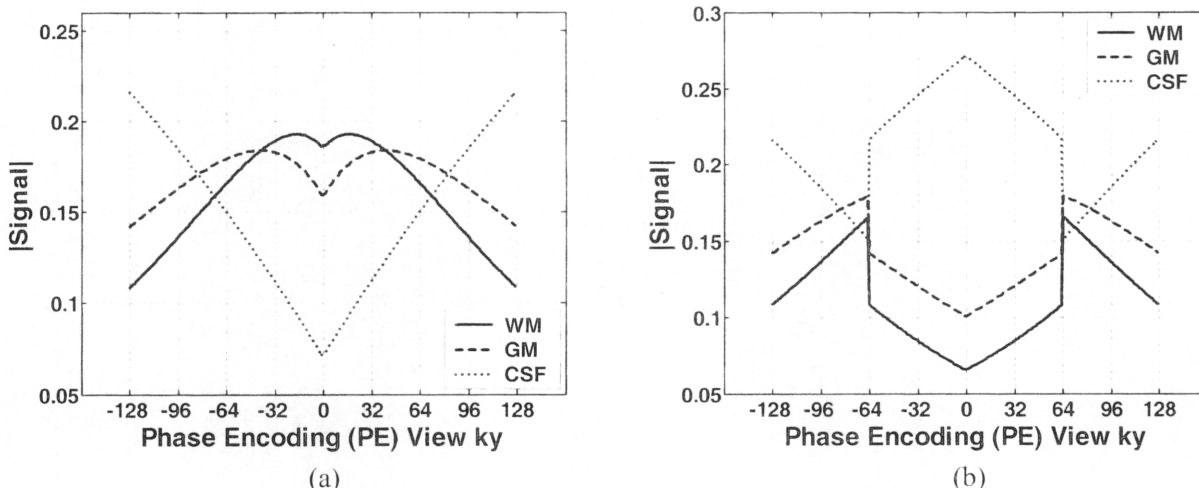 0.26
0.25
0.2
0.15
0.1
0.05
|Signal|
-128 -96 -64 -32 0 32 64 96 128
Phase Encoding (PE) View ky
WM
GM
CSF
(a)
0.3
0.25
0.2
0.15
0.1
0.05
|Signal|
-128 -96 -64 -32 0 32 64 96 128
Phase Encoding (PE) View ky
WM
GM
CSF
(b)